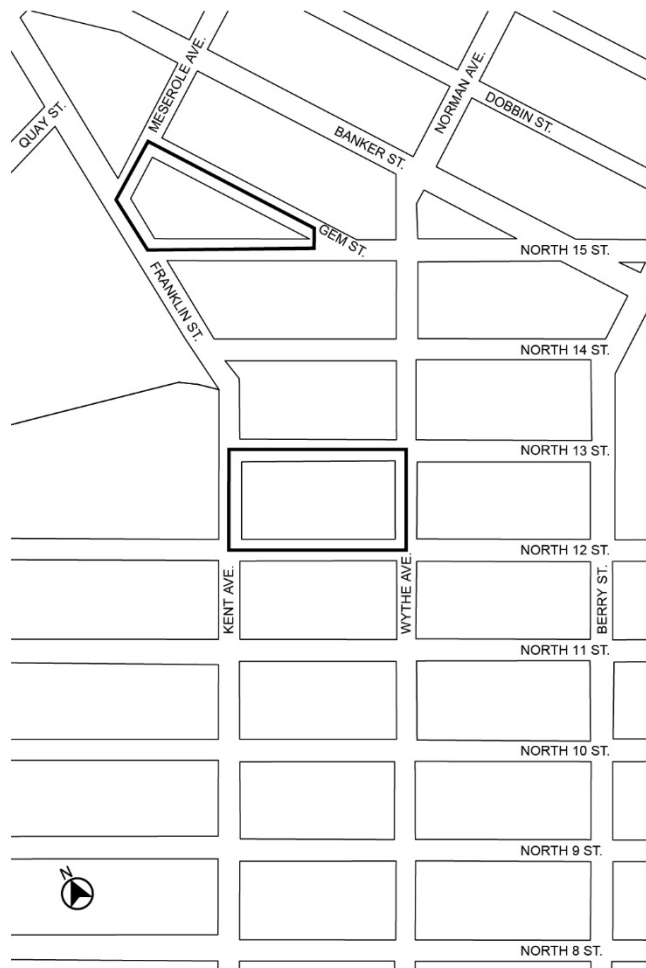 MESEROLE AVE.
NORMAN AVE.
DOBBIN ST.
QUAY ST.
BANKER ST.
GEM ST.
NORTH 15 ST.
FRANKLIN ST.
NORTH 14 ST.
NORTH 13 ST.
NORTH 12 ST.
KENT AVE.
WYTHE AVE.
BERRY ST.
NORTH 11 ST.
NORTH 10 ST.
NORTH 9 ST.
N
NORTH 8 ST.